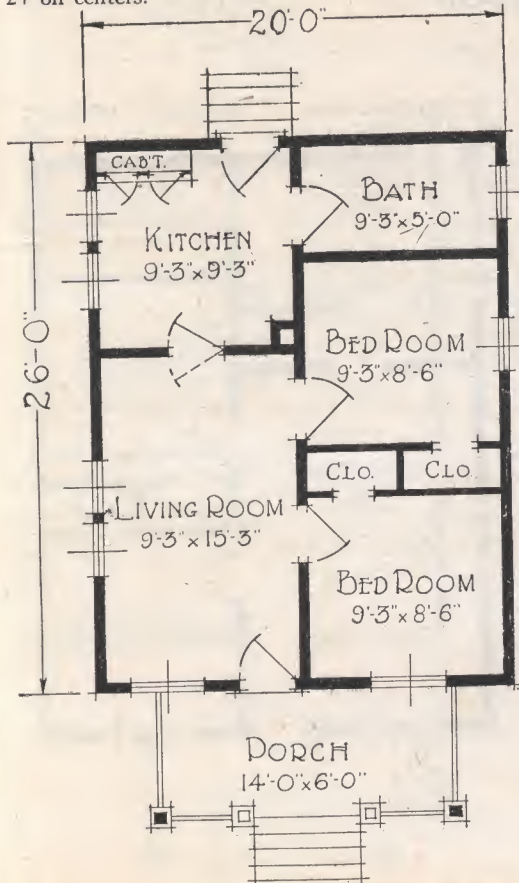 on centers.
20'-0"
CAB'T.
BATH
9'-3"x5'-0"
KITCHEN
9'-3"x9'-3"
26'-0"
BED ROOM
9'-3"x8'-6"
CLO.
CLO.
LIVING ROOM
9'-3"x15'-3"
BED ROOM
9'-3"x8'-6"
PORCH
14'-0"x6'-0"